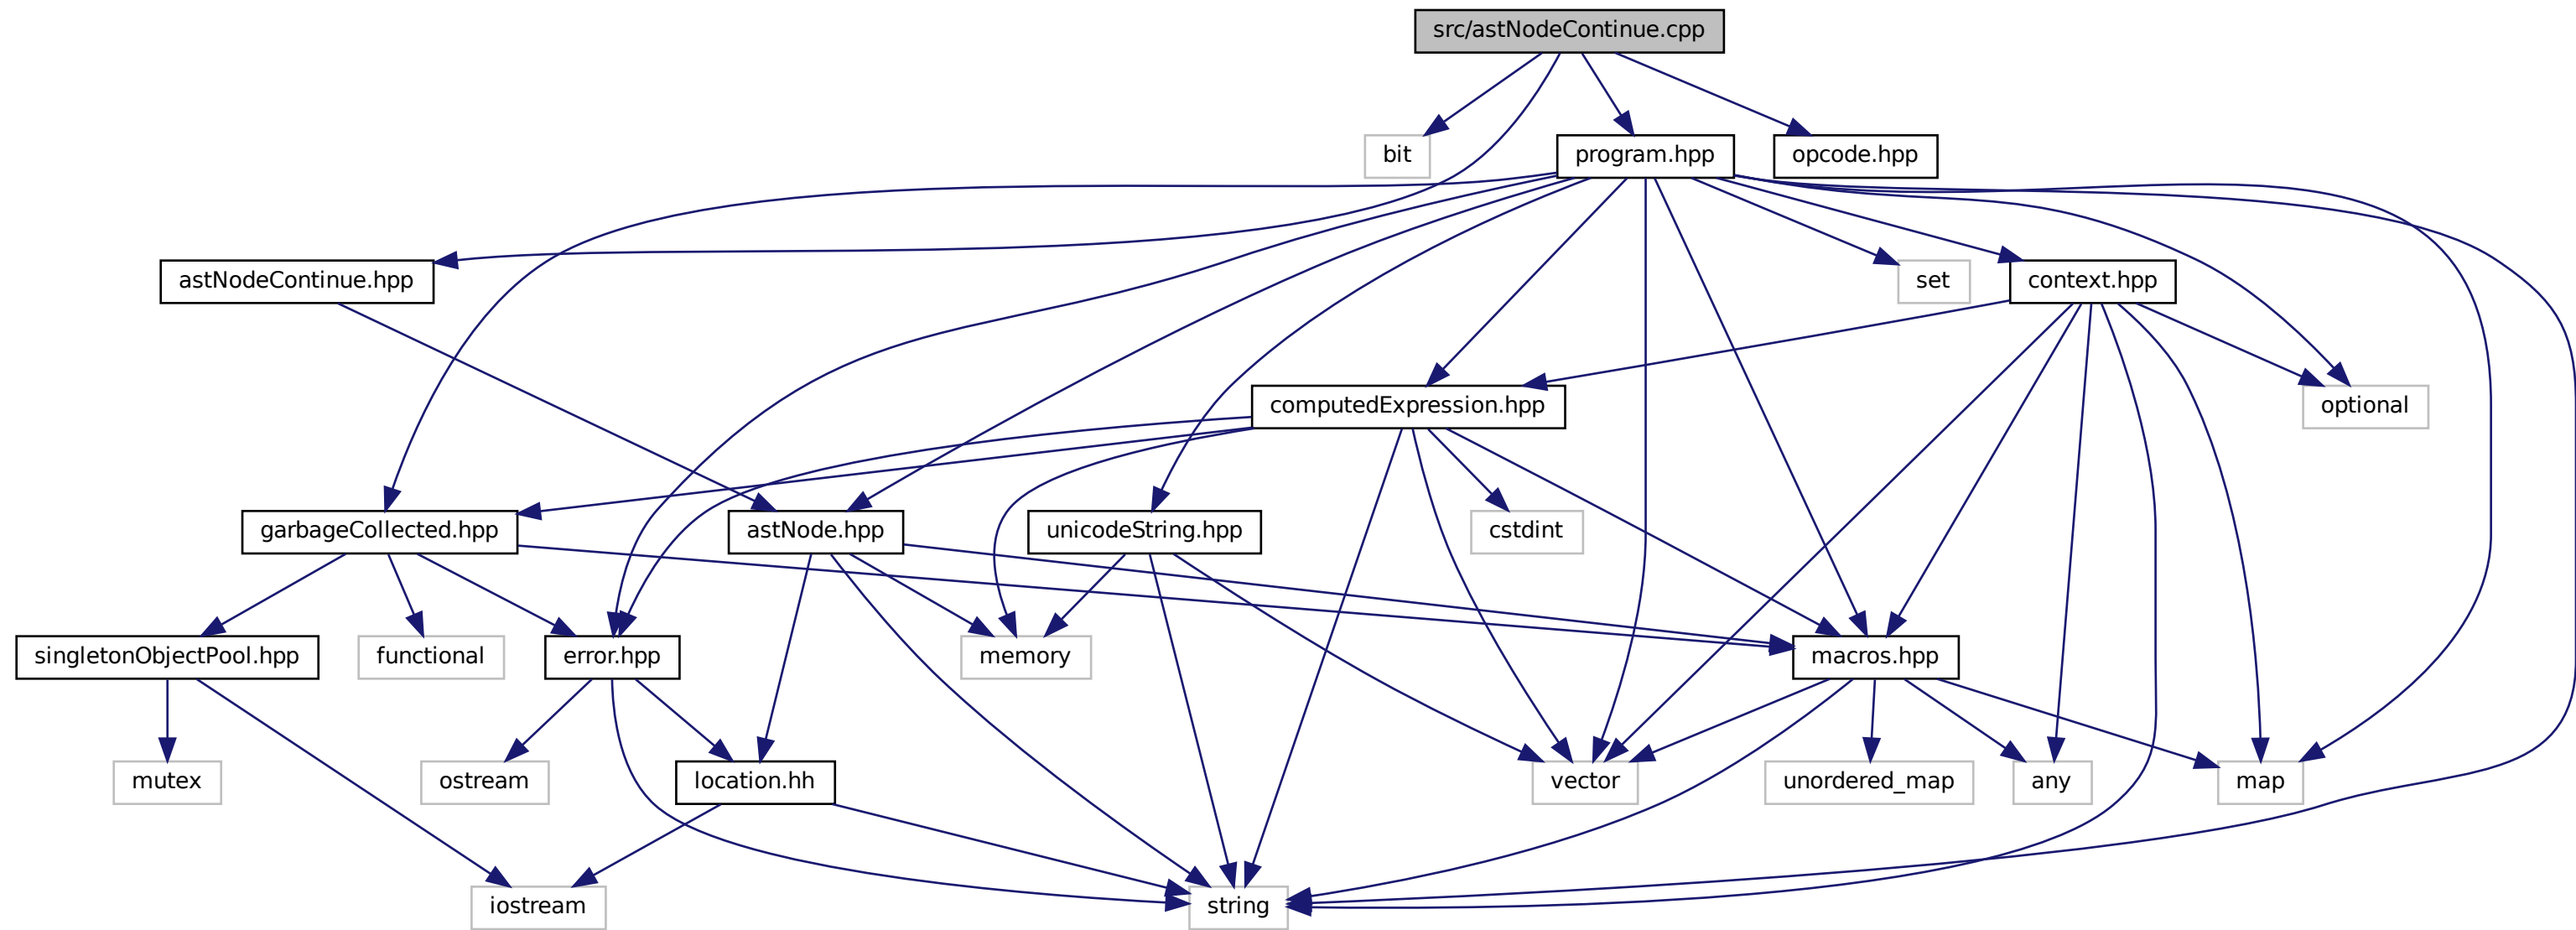 src/astNodeContinue.cpp
bit
program.hpp
opcode.hpp
astNodeContinue.hpp
set
context.hpp
computedExpression.hpp
optional
garbageCollected.hpp
astNode.hpp
unicodeString.hpp
cstdint
singletonObjectPool.hpp
functional
error.hpp
memory
macros.hpp
mutex
ostream
location.hh
vector
unordered_map
any
map
iostream
string